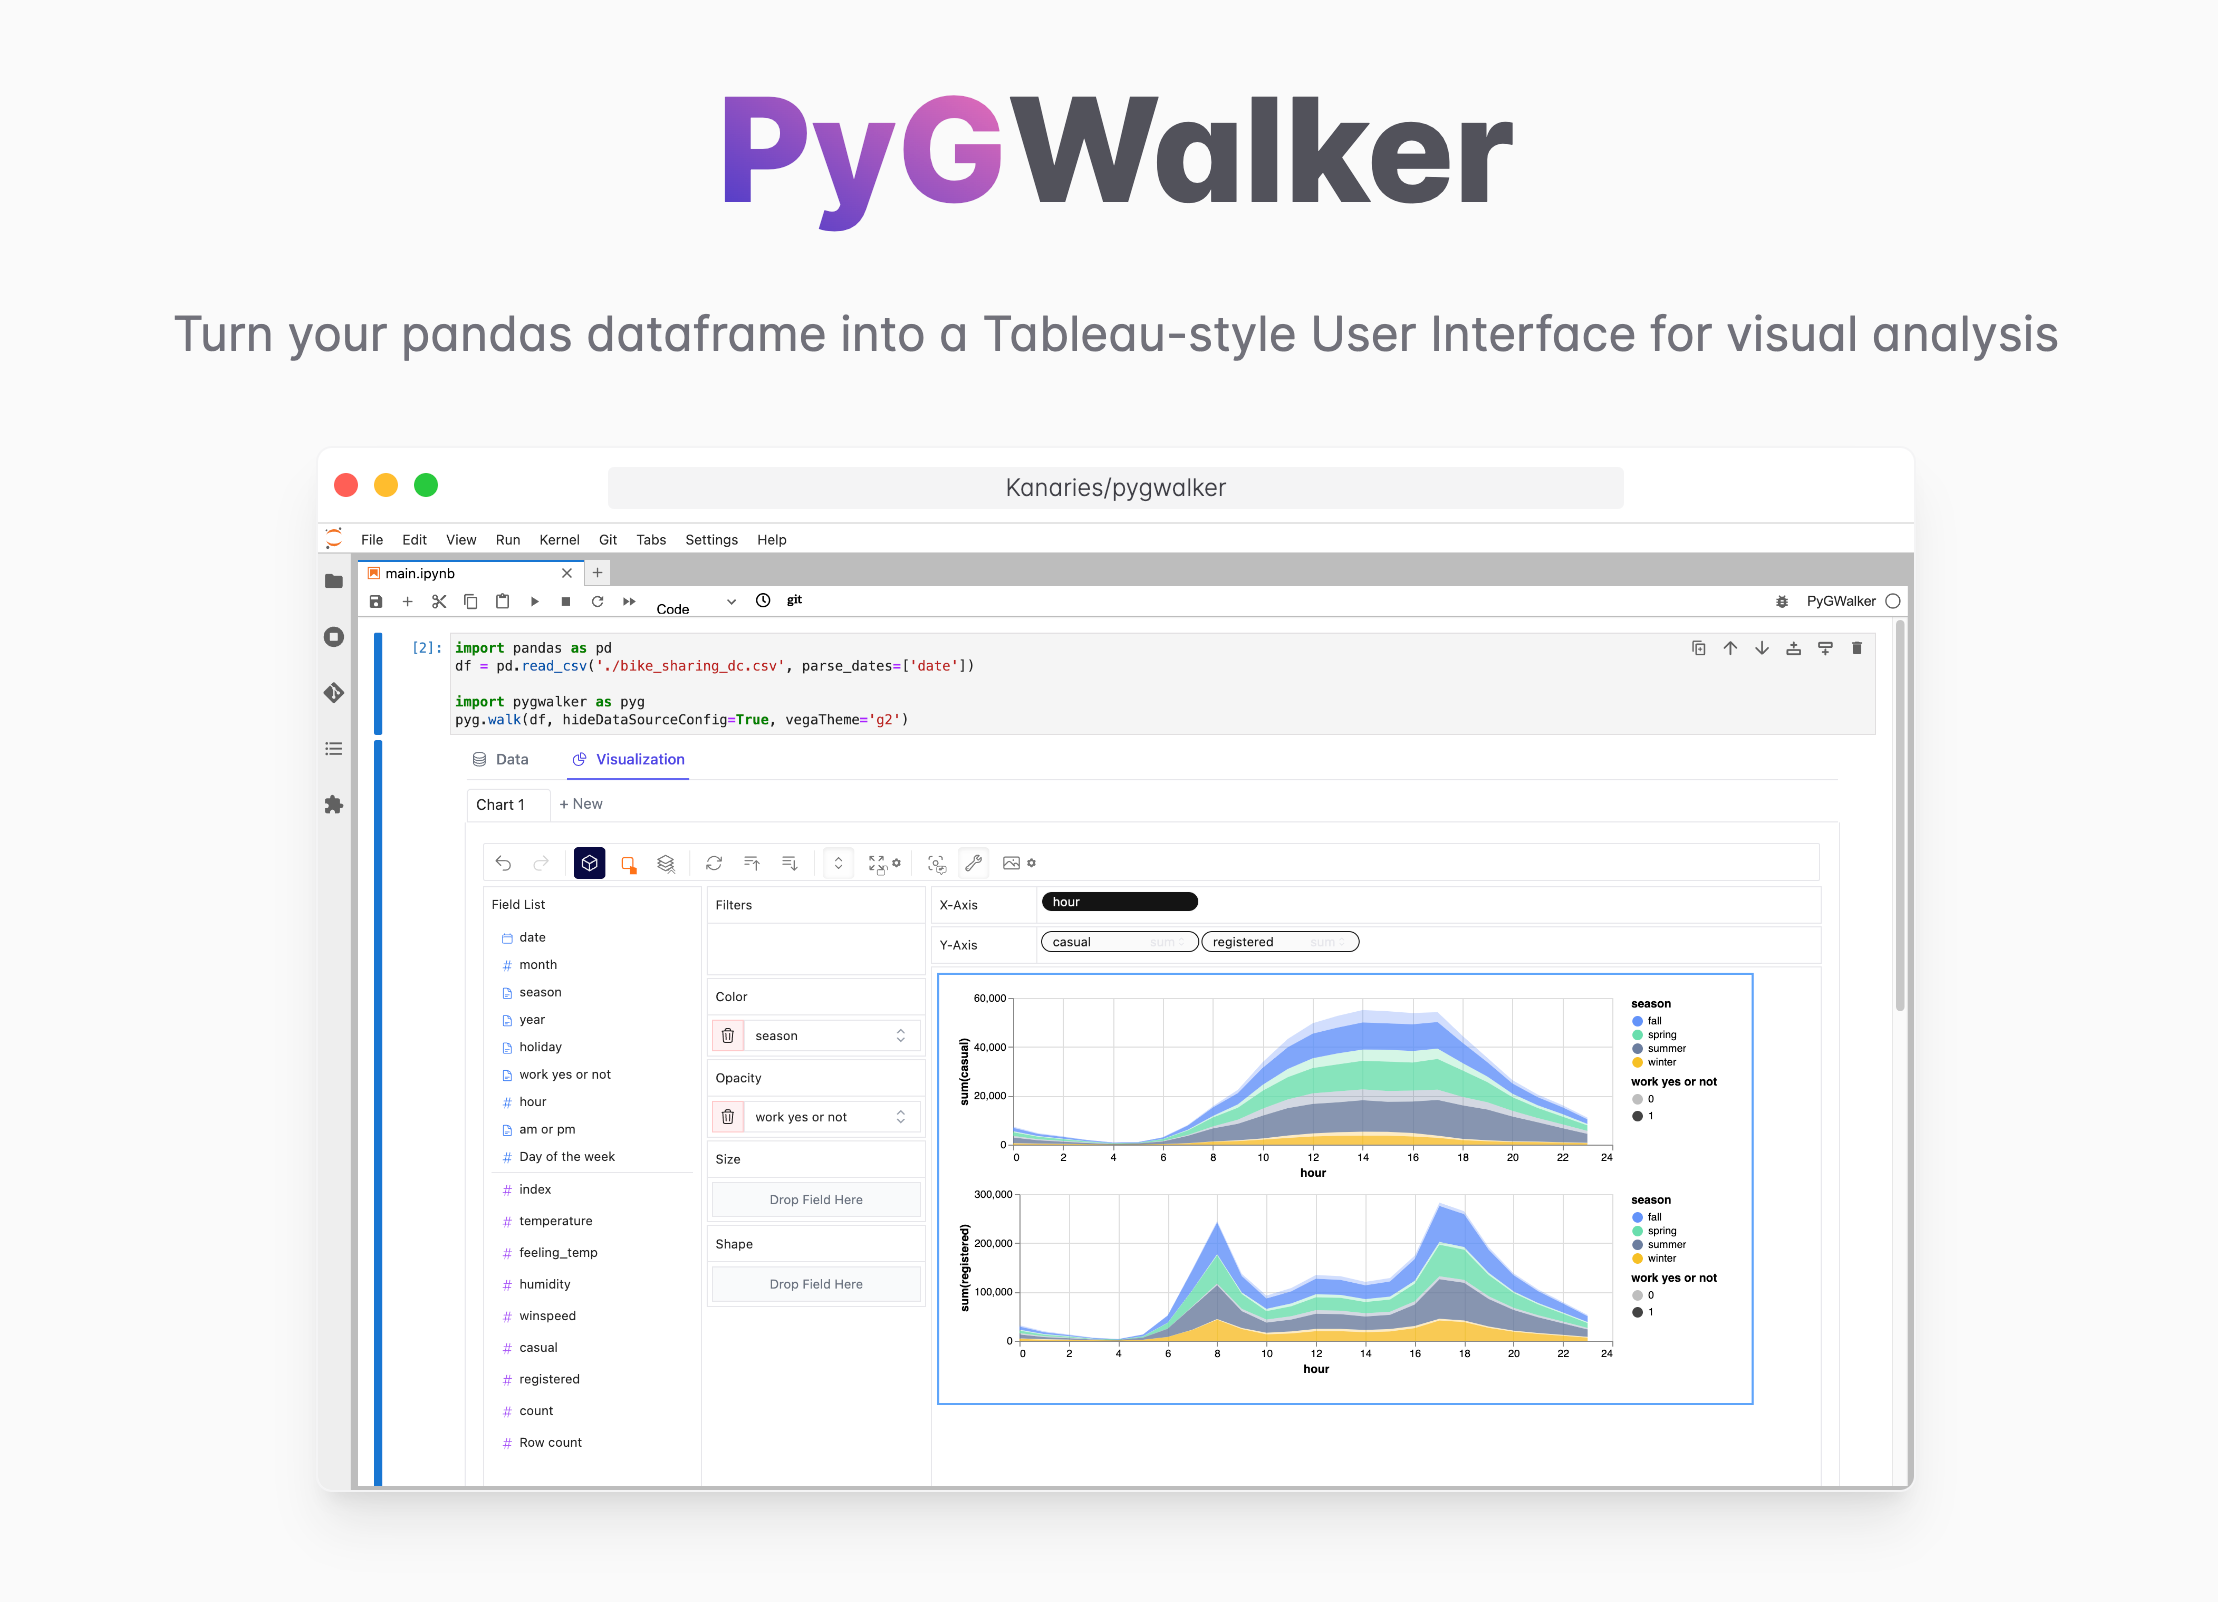 PyGWalker
Turn your pandas dataframe into a Tableau-style User Interface for visual analysis
Kanaries/pygwalker
File Edit View Run Kernel Git Tabs Settings Help
main.ipynb
Code git PyGWalker
[2]: import pandas as pd
df = pd.read_csv('./bike_sharing_dc.csv', parse_dates=['date'])
import pygwalker as pyg
pyg.walk(df, hideDataSourceConfig=True, vegaTheme='g2')
Data Visualization
Chart 1 + New
Field List
date
month
season
year
holiday
work yes or not
hour
am or pm
Day of the week
index
temperature
feeling_temp
humidity
winspeed
casual
registered
count
Row count
Filters
Color
season
Opacity
work yes or not
Size
Drop Field Here
Shape
Drop Field Here
X-Axis hour
Y-Axis casual sum registered sum
sum(casual)
60,000
40,000
20,000
0
0 2 4 6 8 10 12 14 16 18 20 22 24
hour
season
fall
spring
summer
winter
work yes or not
0
1
sum(registered)
300,000
200,000
100,000
0
0 2 4 6 8 10 12 14 16 18 20 22 24
hour
season
fall
spring
summer
winter
work yes or not
0
1